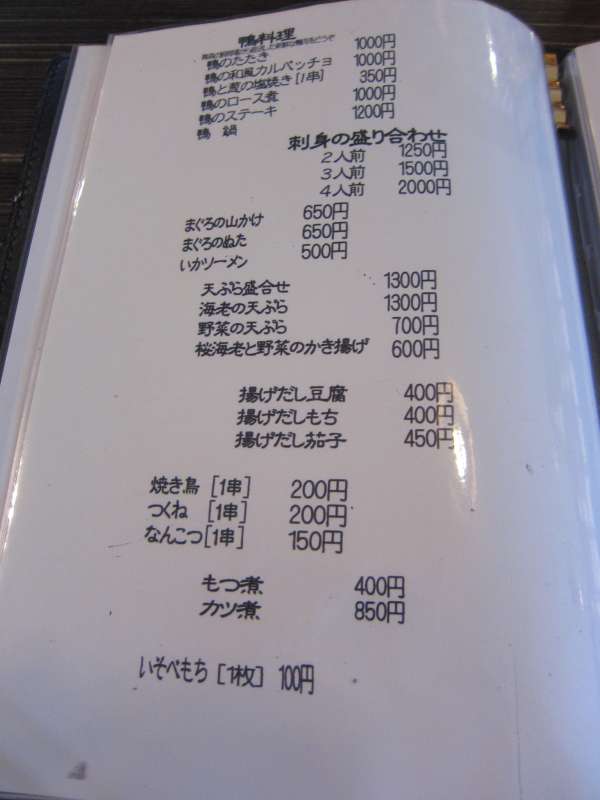 鴨料理
鴨のたたき 1000円
鴨の和風カルパッチョ 1000円
鴨と葱の塩焼き[1串] 350円
鴨のロース煮 1000円
鴨のステーキ 1200円
鴨 鍋
刺身の盛り合わせ
2人前 1250円
3人前 1500円
4人前 2000円
まぐろの山かけ 650円
まぐろのぬた 650円
いかソーメン 500円
天ぷら盛合せ 1300円
海老の天ぷら 1300円
野菜の天ぷら 700円
桜海老と野菜のかき揚げ 600円
揚げだし豆腐 400円
揚げだしもち 400円
揚げだし茄子 450円
焼き鳥 [1串] 200円
つくね [1串] 200円
なんこつ[1串] 150円
もつ煮 400円
カツ煮 850円
いそべもち [1枚] 100円